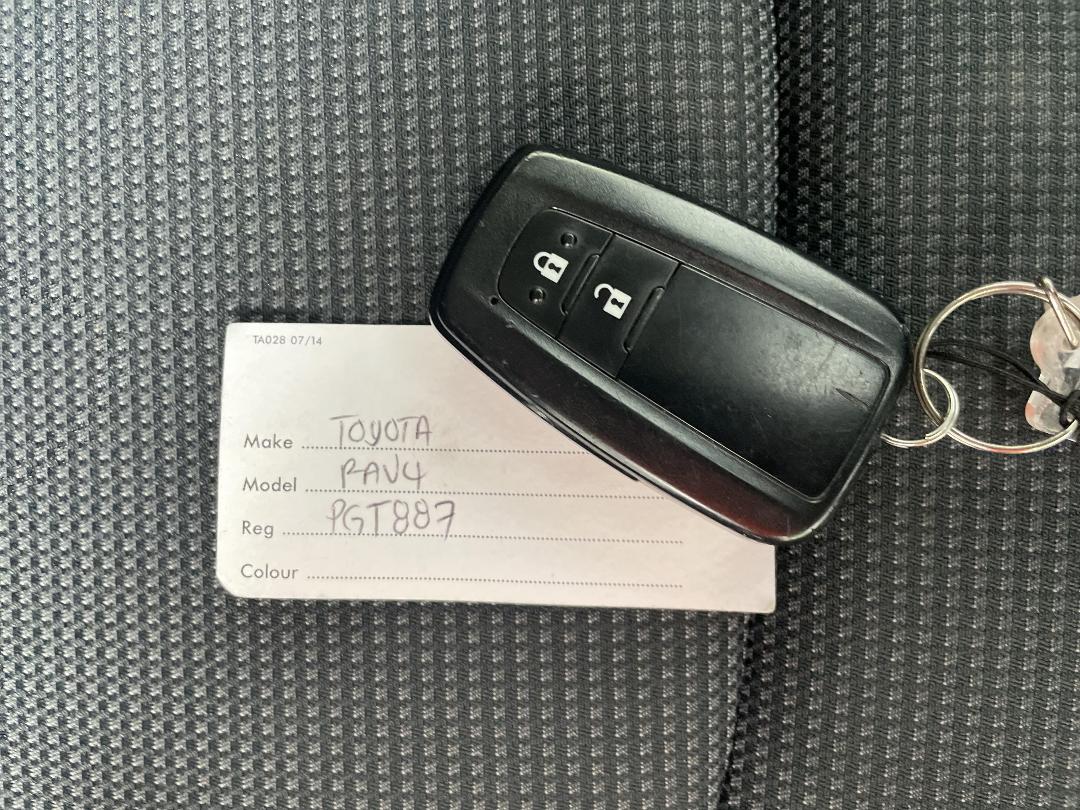 TA028 07/14
Make TOYOTA
Model RAV4
Reg PGT887
Colour